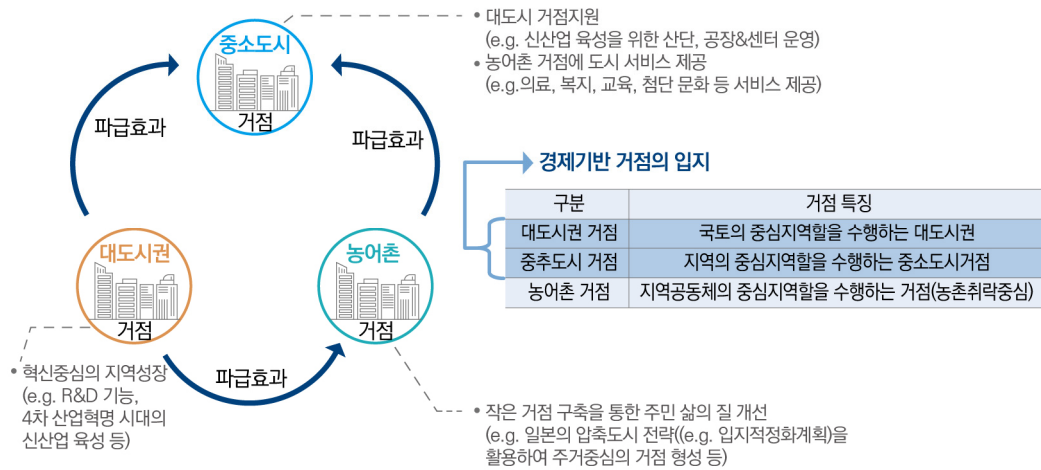 • 대도시 거점지원
(e.g. 신산업 육성을 위한 산단, 공장&센터 운영)
• 농어촌 거점에 도시 서비스 제공
(e.g.의료, 복지, 교육, 첨단 문화 등 서비스 제공)
중소도시
거점
파급효과
파급효과
경제기반 거점의 입지
구분 거점 특징
대도시권 거점 국토의 중심지역할을 수행하는 대도시권
중추도시 거점 지역의 중심지역할을 수행하는 중소도시거점
농어촌 거점 지역공동체의 중심지역할을 수행하는 거점(농촌취락중심)
대도시권
거점
농어촌
거점
파급효과
• 혁신중심의 지역성장
(e.g. R&D 기능,
4차 산업혁명 시대의
신산업 육성 등)
• 작은 거점 구축을 통한 주민 삶의 질 개선
(e.g. 일본의 압축도시 전략((e.g. 입지적정화계획)을
활용하여 주거중심의 거점 형성 등)